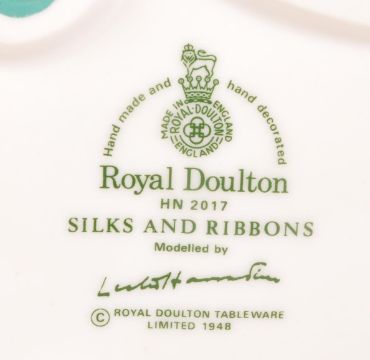 Hand made and hand decorated
MADE IN ENGLAND
ROYAL·DOULTON
ENGLAND
Royal Doulton
HN 2017
SILKS AND RIBBONS
Modelled by
© ROYAL DOULTON TABLEWARE
LIMITED 1948